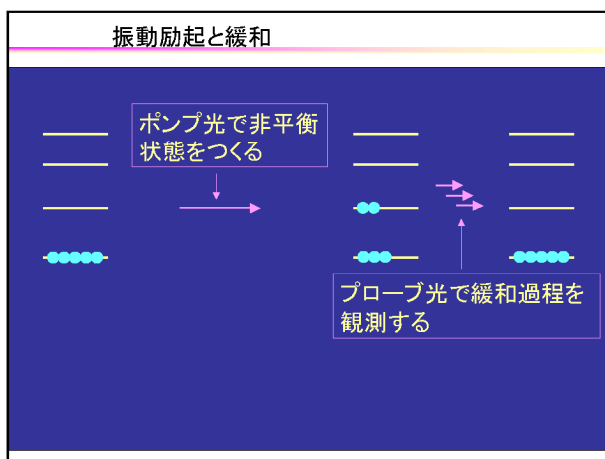 振動励起と緩和
ポンプ光で非平衡
状態をつくる
プローブ光で緩和過程を
観測する